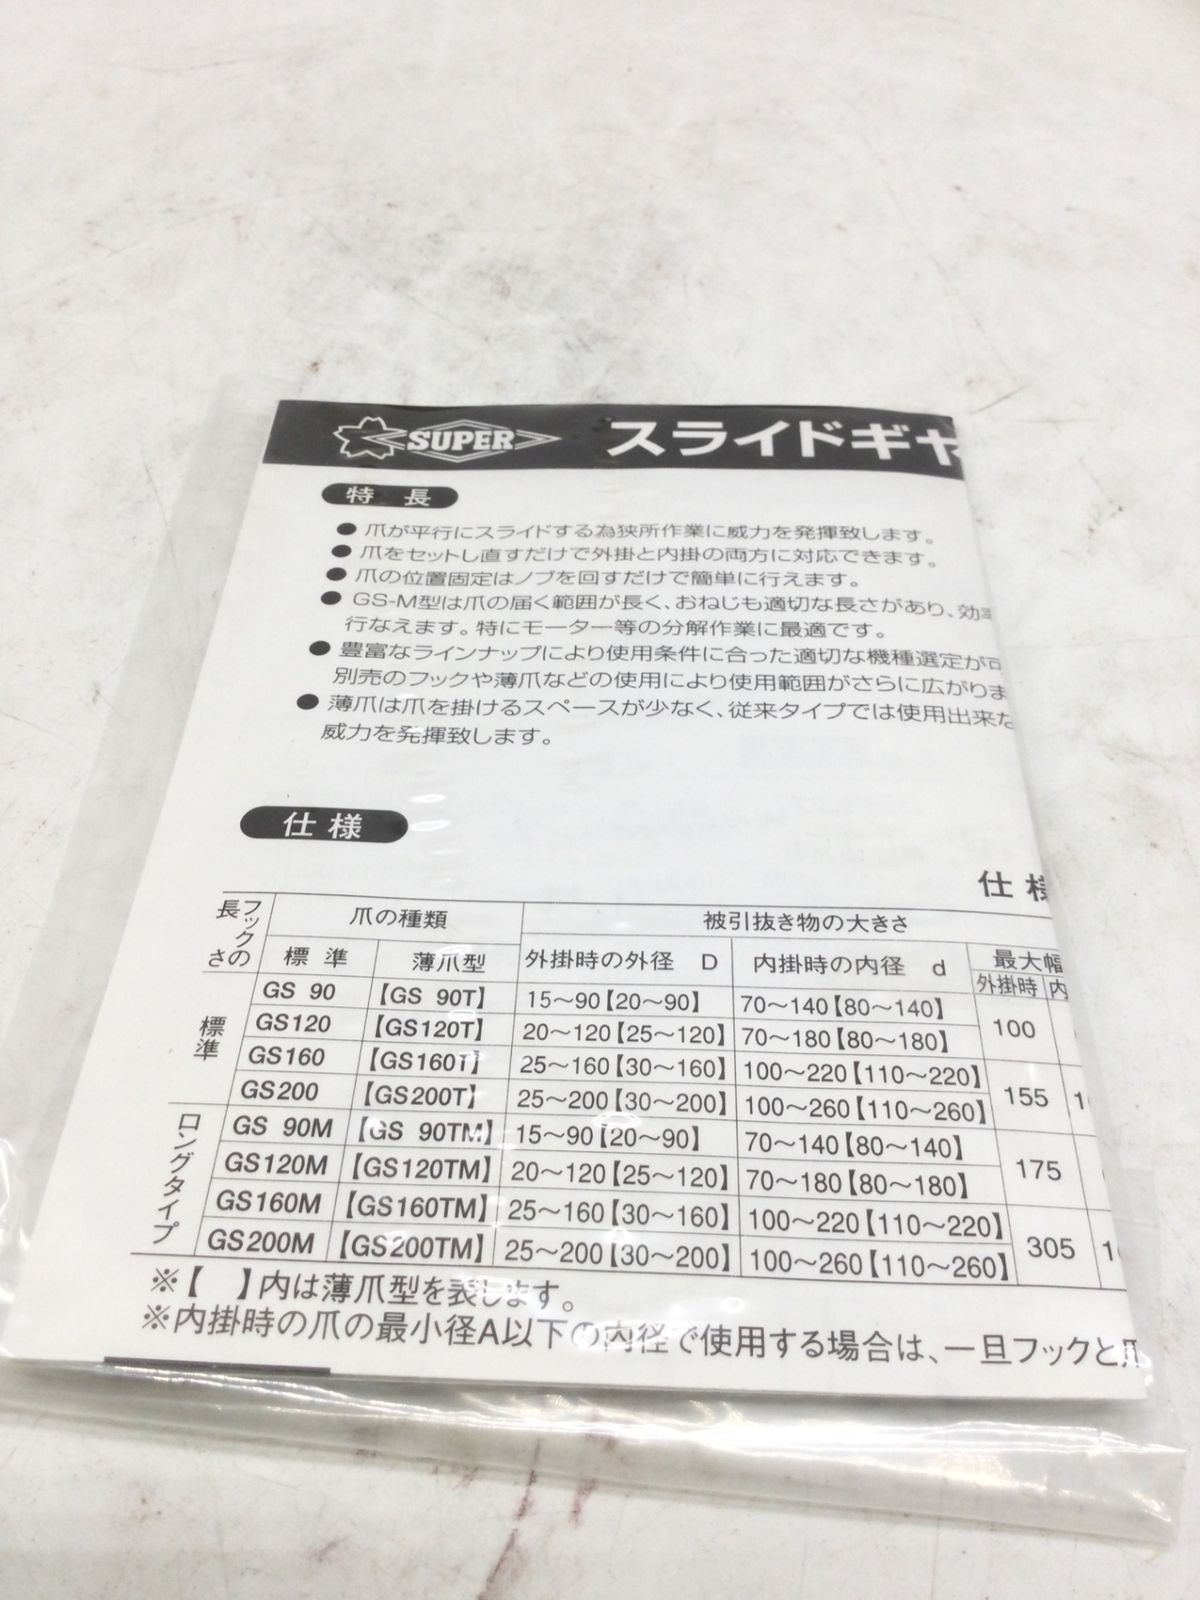 SUPER スライドギヤ
特長
● 爪が平行にスライドする為狭所作業に威力を発揮致します。
● 爪をセットし直すだけで外掛と内掛の両方に対応できます。
● 爪の位置固定はノブを回すだけで簡単に行えます。
● GS-M型は爪の届く範囲が長く、おねじも適切な長さがあり、効率
行なえます。特にモーター等の分解作業に最適です。
● 豊富なラインナップにより使用条件に合った適切な機種選定が可
別売のフックや薄爪などの使用により使用範囲がさらに広がりま
● 薄爪は爪を掛けるスペースが少なく、従来タイプでは使用出来な
威力を発揮致します。
仕様
仕様
フックの長さ 爪の種類 被引抜き物の大きさ
標準 薄爪型 外掛時の外径 D 内掛時の内径 d 最大幅
外掛時 内
標準
GS 90 【GS 90T】 15～90【20～90】 70～140【80～140】 100
GS120 【GS120T】 20～120【25～120】 70～180【80～180】
GS160 【GS160T】 25～160【30～160】 100～220【110～220】 155 1
GS200 【GS200T】 25～200【30～200】 100～260【110～260】
ロングタイプ
GS 90M 【GS 90TM】 15～90【20～90】 70～140【80～140】 175
GS120M 【GS120TM】 20～120【25～120】 70～180【80～180】
GS160M 【GS160TM】 25～160【30～160】 100～220【110～220】 305 1
GS200M 【GS200TM】 25～200【30～200】 100～260【110～260】
※【 】内は薄爪型を表します。
※内掛時の爪の最小径A以下の内径で使用する場合は、一旦フックと爪